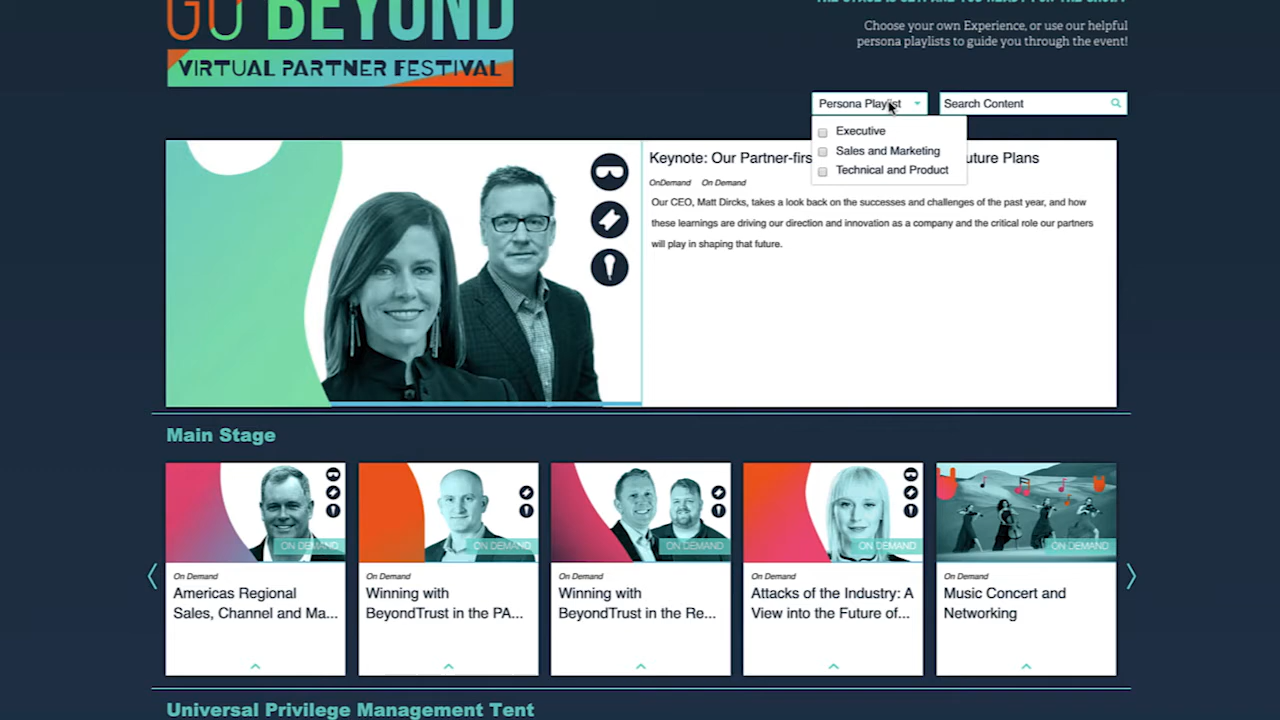 GO BEYOND
VIRTUAL PARTNER FESTIVAL
Choose your own Experience, or use our helpful
persona playlists to guide you through the event!
Persona Playlist
Search Content
Executive
Sales and Marketing
Technical and Product
Keynote: Our Partner-firs uture Plans
OnDemand On Demand
Our CEO, Matt Dircks, takes a look back on the successes and challenges of the past year, and how
these learnings are driving our direction and innovation as a company and the critical role our partners
will play in shaping that future.
Main Stage
ON DEMAND
On Demand
Americas Regional
Sales, Channel and Ma...
ON DEMAND
On Demand
Winning with
BeyondTrust in the PA...
ON DEMAND
On Demand
Winning with
BeyondTrust in the Re...
ON DEMAND
On Demand
Attacks of the Industry: A
View into the Future of...
ON DEMAND
On Demand
Music Concert and
Networking
Universal Privilege Management Tent